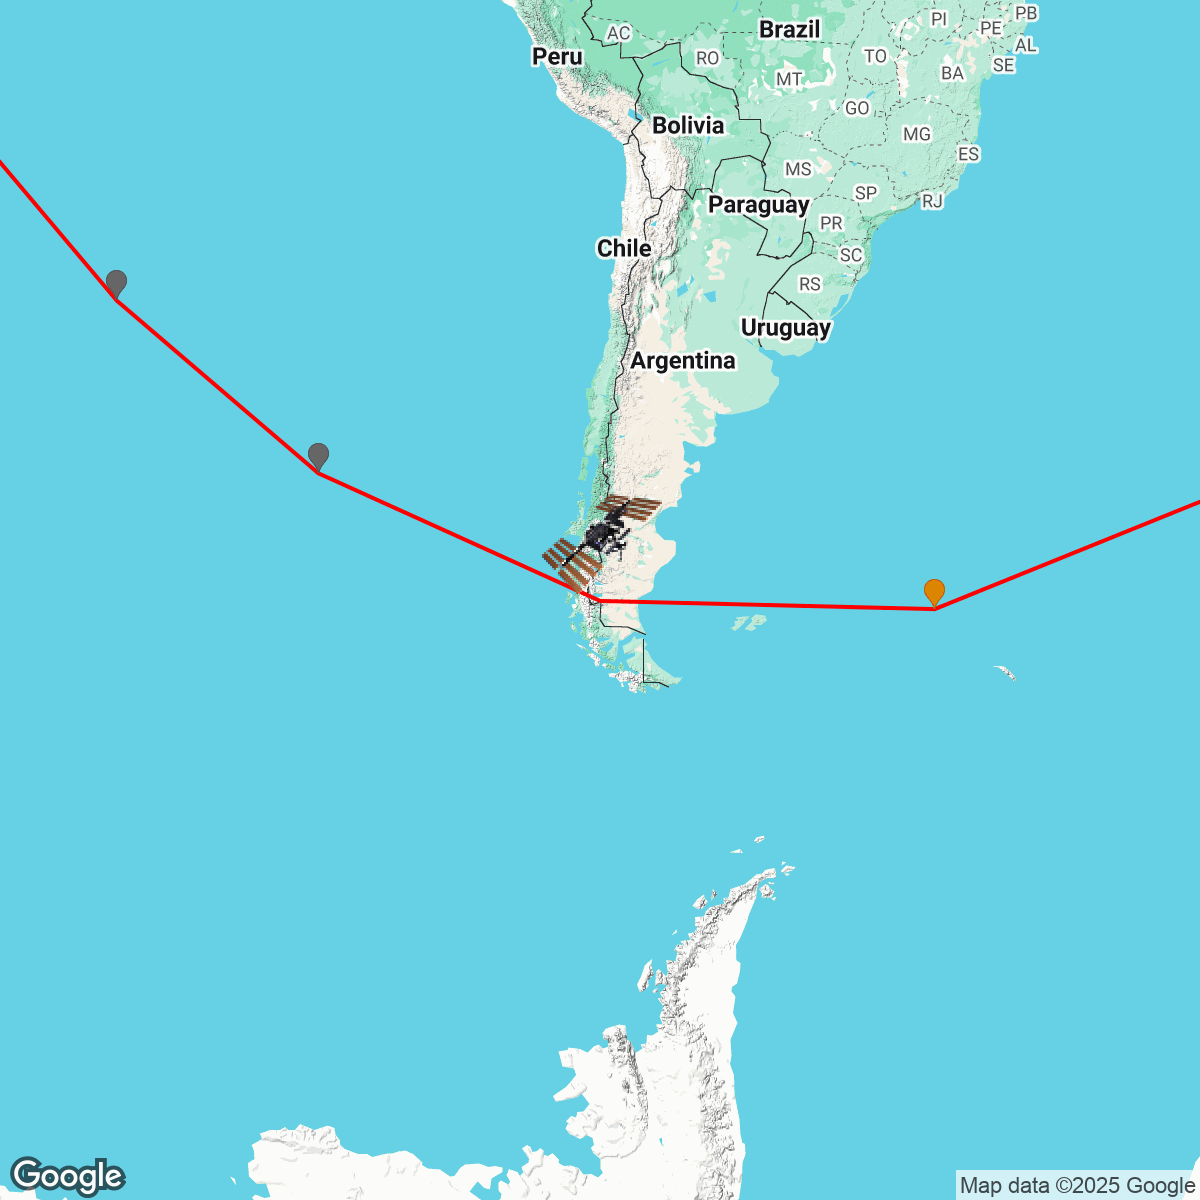 PI
PB
Brazil
PE
AC
AL
Peru
RO
TO
SE
MT
BA
GO
Bolivia
MG
ES
MS
SP
RJ
Paraguay
PR
Chile
SC
RS
Uruguay
Argentina
Google
Map data ©2025 Google